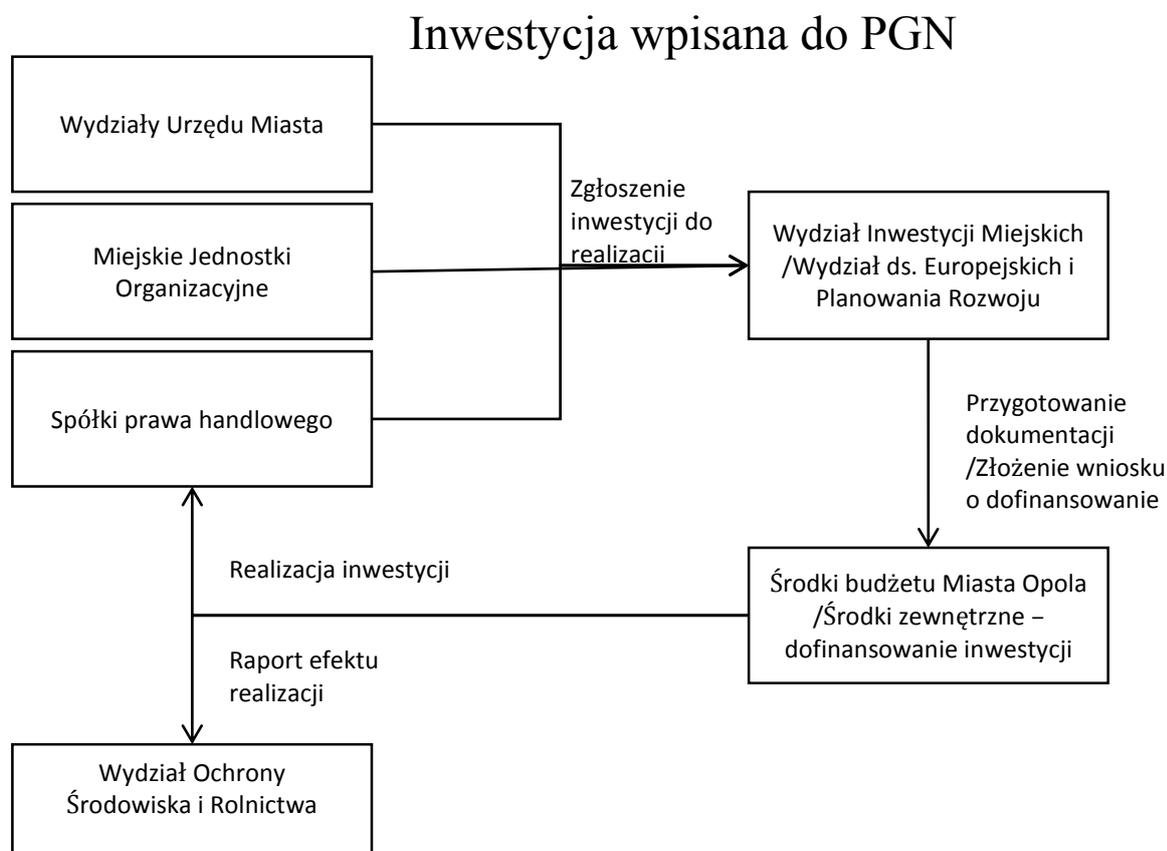 Inwestycja wpisana do PGN
Wydziały Urzędu Miasta
Miejskie Jednostki
Organizacyjne
Spółki prawa handlowego
Zgłoszenie
inwestycji do
realizacji
Wydział Inwestycji Miejskich
/Wydział ds. Europejskich i
Planowania Rozwoju
Przygotowanie
dokumentacji
/Złożenie wniosku
o dofinansowanie
Środki budżetu Miasta Opola
/Środki zewnętrzne –
dofinansowanie inwestycji
Realizacja inwestycji
Raport efektu
realizacji
Wydział Ochrony
Środowiska i Rolnictwa